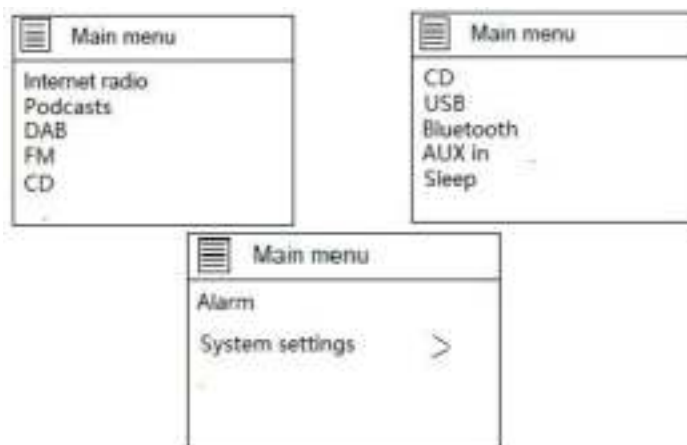 Main menu
Internet radio
Podcasts
DAB
FM
CD
Main menu
CD
USB
Bluetooth
AUX in
Sleep
Main menu
Alarm
System settings >